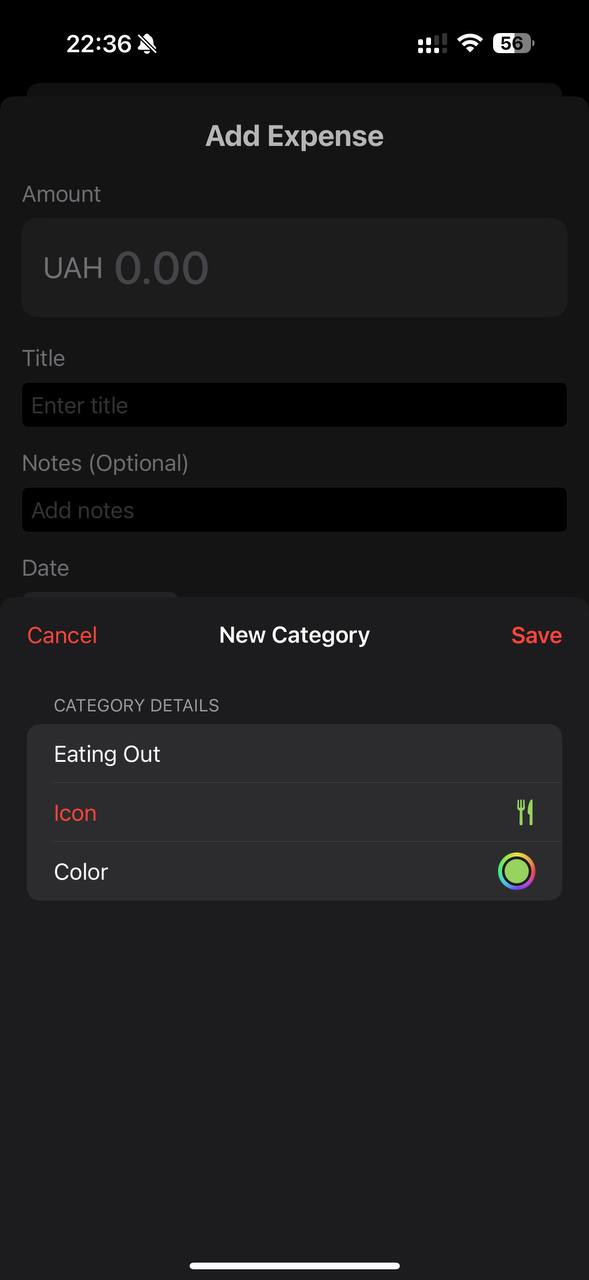 22:36
56
Add Expense
Amount
UAH 0.00
Title
Enter title
Notes (Optional)
Add notes
Date
Cancel New Category Save
CATEGORY DETAILS
Eating Out
Icon
Color